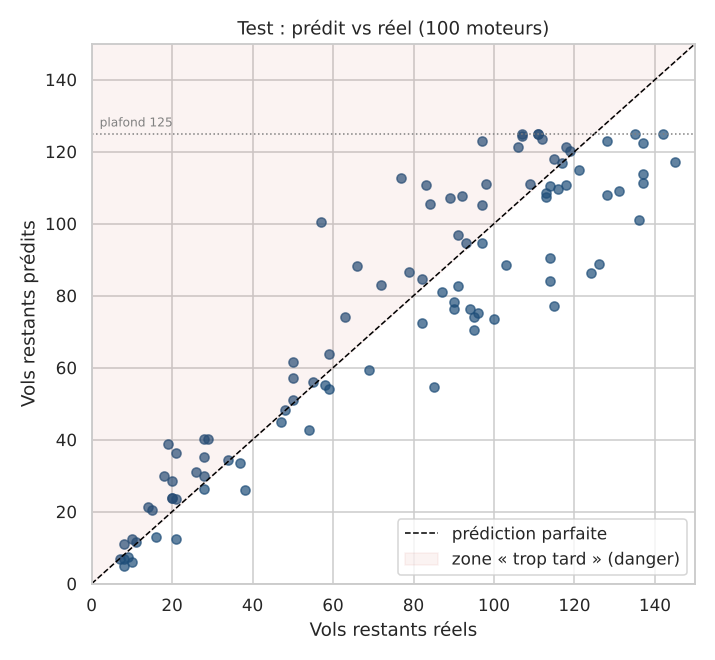 Test : prédit vs réel (100 moteurs)
140
120
100
80
60
40
20
0
Vols restants prédits
plafond 125
prédiction parfaite
zone « trop tard » (danger)
0 20 40 60 80 100 120 140
Vols restants réels